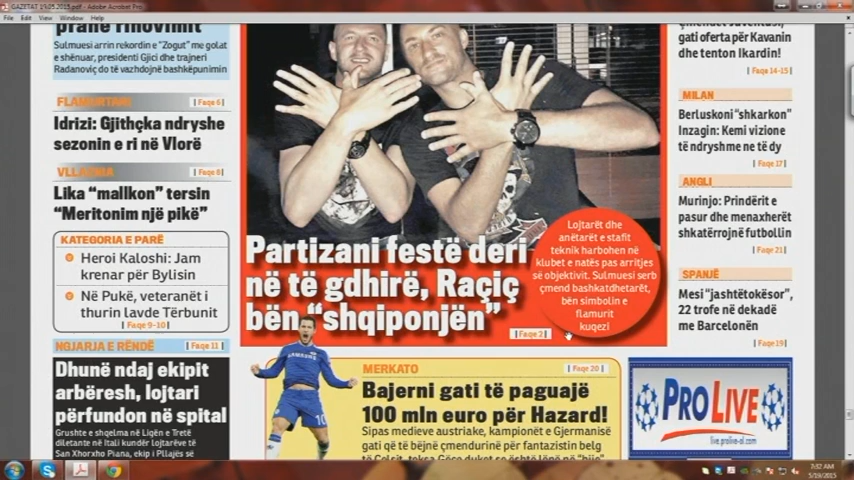 GAZETAT 19.05.2015.pdf - Adobe Acrobat Pro
File Edit View Window Help
pranë rinovimit
Sulmuesi arrin rekordin e "Zogut" me golat
e shënuar, presidenti Gjici dhe trajneri
Radanoviç do të vazhdojnë bashkëpunimin
FLAMURTARI
Faqe 6
Idrizi: Gjithçka ndryshe
sezonin e ri në Vlorë
VLLAZNIA
Faqe 8
Lika "mallkon" tersin
"Meritonim një pikë"
KATEGORIA E PARË
Heroi Kaloshi: Jam
krenar për Bylisin
Në Pukë, veteranët i
thurin lavde Tërbunit
Faqe 9-10
NGJARJA E RËNDË
Faqe 11
Dhunë ndaj ekipit
arbëresh, lojtari
përfundon në spital
Grushte e shqelma në Ligën e Tretë
diletante në Itali kundër lojtarëve të
San Xhorxho Piana, ekip i Pllajës së
Partizani festë deri
në të gdhirë, Raçiç
bën "shqiponjën"
Faqe 2
Lojtarët dhe
anëtarët e stafit
teknik harbohen në
klubet e natës pas arritjes
së objektivit. Sulmuesi serb
çmend bashkatdhetarët,
bën simbolin e
flamurit
kuqezi
SAMSUNG
10
MERKATO
Faqe 20
Bajerni gati të paguajë
100 mln euro për Hazard!
Sipas medieve austriake, kampionët e Gjermanisë
gati që të bëjnë çmendurinë për fantazistin belg
gati oferta për Kavanin
dhe tenton Ikardin!
Faqe 14-15
MILAN
Berluskoni "shkarkon"
Inzagin: Kemi vizione
të ndryshme ne të dy
Faqe 17
ANGLI
Murinjo: Prindërit e
pasur dhe menaxherët
shkatërrojnë futbollin
Faqe 21
SPANJË
Mesi "jashtëtokësor",
22 trofe në dekadë
me Barcelonën
Faqe 19
PROLIVE
live.prolive-al.com
7:32 AM
5/19/2015